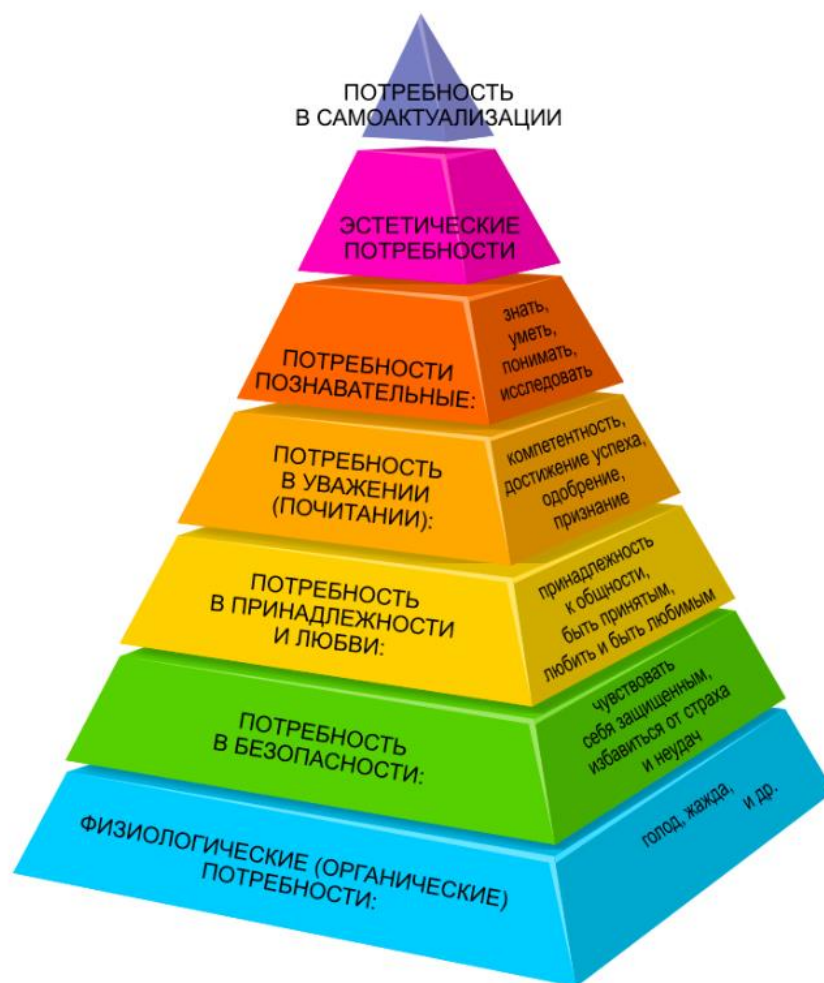 ПОТРЕБНОСТЬ
В САМОАКТУАЛИЗАЦИИ
ЭСТЕТИЧЕСКИЕ
ПОТРЕБНОСТИ
ПОТРЕБНОСТИ
ПОЗНАВАТЕЛЬНЫЕ:
знать,
уметь,
понимать,
исследовать
ПОТРЕБНОСТЬ
В УВАЖЕНИИ
(ПОЧИТАНИИ):
компетентность,
достижение успеха,
одобрение,
признание
ПОТРЕБНОСТЬ
В ПРИНАДЛЕЖНОСТИ
И ЛЮБВИ:
принадлежность
к общности,
быть принятым,
любить и быть любимым
ПОТРЕБНОСТЬ
В БЕЗОПАСНОСТИ:
чувствовать
себя защищенным,
избавиться от страха
и неудач
ФИЗИОЛОГИЧЕСКИЕ (ОРГАНИЧЕСКИЕ)
ПОТРЕБНОСТИ:
голод, жажда,
и др.